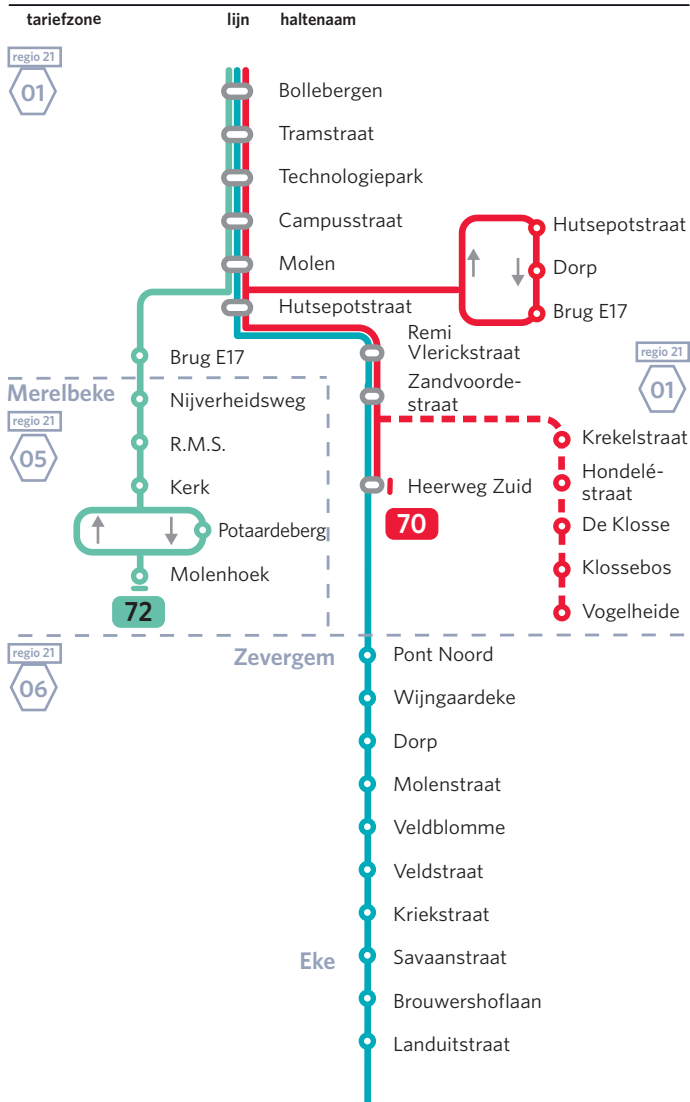 tariefzone lijn haltenaam
regio 21
01
Bollebergen
Tramstraat
Technologiepark
Campusstraat
Molen
Hutsepotstraat
Hutsepotstraat
Dorp
Brug E17
Remi
Vlerickstraat
Zandvoorde-
straat
regio 21
01
Brug E17
Merelbeke
regio 21
05
Nijverheidsweg
R.M.S.
Kerk
Potaardeberg
Molenhoek
72
Heerweg Zuid
70
Krekelstraat
Hondelé-
straat
De Klosse
Klossebos
Vogelheide
regio 21
06
Zevergem
Pont Noord
Wijngaardeke
Dorp
Molenstraat
Veldblomme
Veldstraat
Kriekstraat
Eke
Savaanstraat
Brouwershoflaan
Landuitstraat